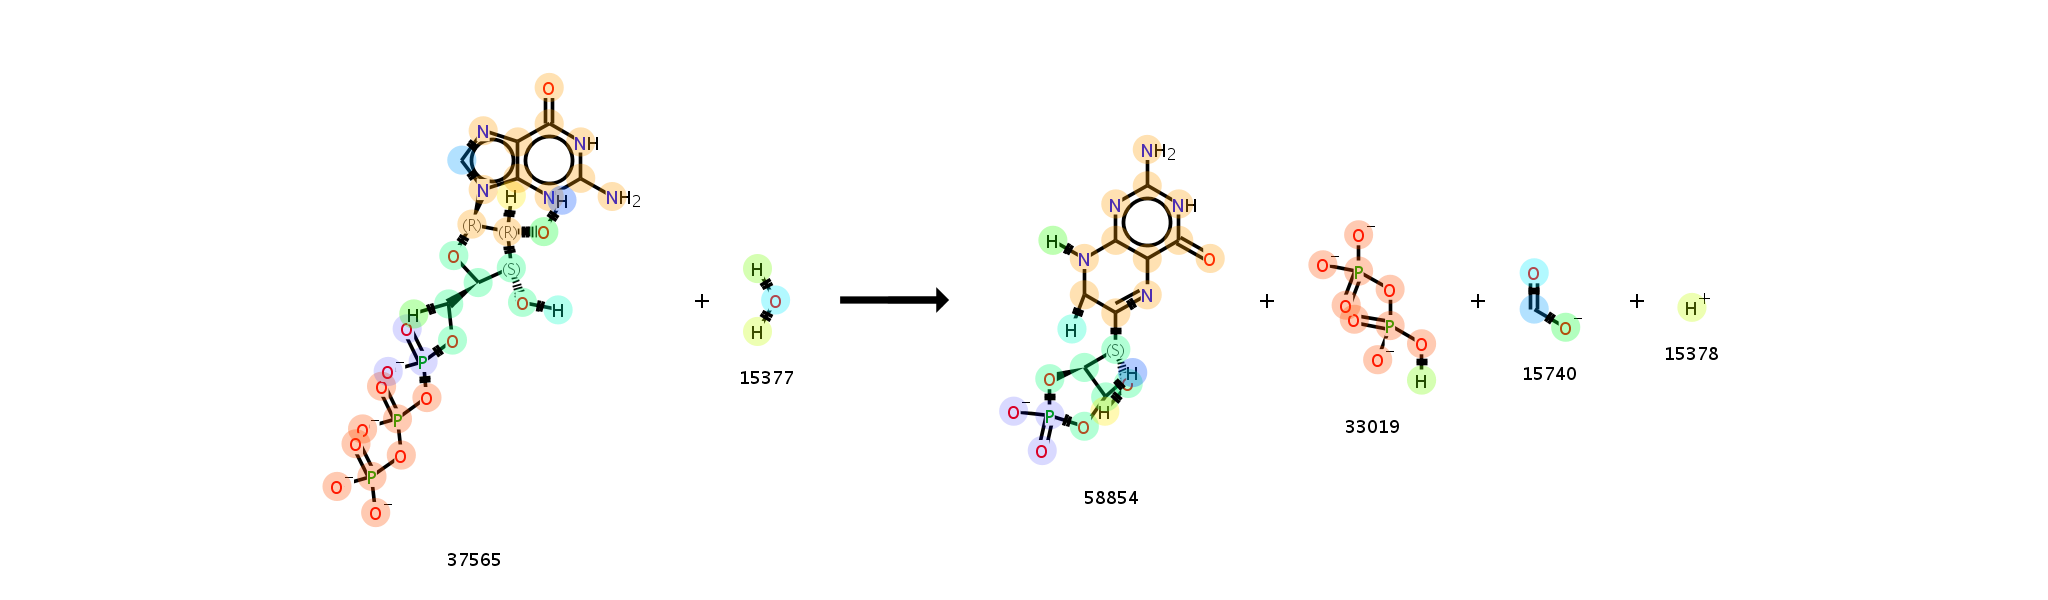 O
N
NH
N
NH
H
NH2
(R)
H
(R)
O
O
(S)
O
H
H
O
O
P
O-
O
O
P
O-
O
O
P
O-
O-
37565
+
H
O
H
15377
NH2
N
NH
H
N
O
N
H
(S)
H
O
O
H
O-
P
O
O
58854
+
O-
O-
P
O
O
O
P
O
O-
H
33019
+
O
O-
15740
+
H+
15378